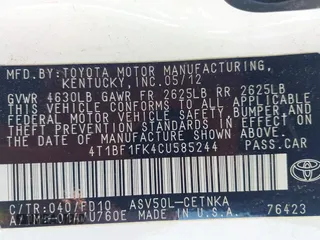 MFD.BY:TOYOTA MOTOR MANUFACTURING,
KENTUCKY, INC.05/12
GVWR 4630LB GAWR FR 2625LB RR 2625LB
THIS VEHICLE CONFORMS TO ALL APPLICABLE
FEDERAL MOTOR VEHICLE SAFETY, BUMPER, AND
THEFT PREVENTION STANDARDS IN EFFECT ON
THE DATE OF MANUFACTURE SHOWN ABOVE.
4T1BF1FK4CU585244
PASS.CAR
C/TR:040/FD10 ASV50L-CETNKA
U760E MADE IN U.S.A. 76423